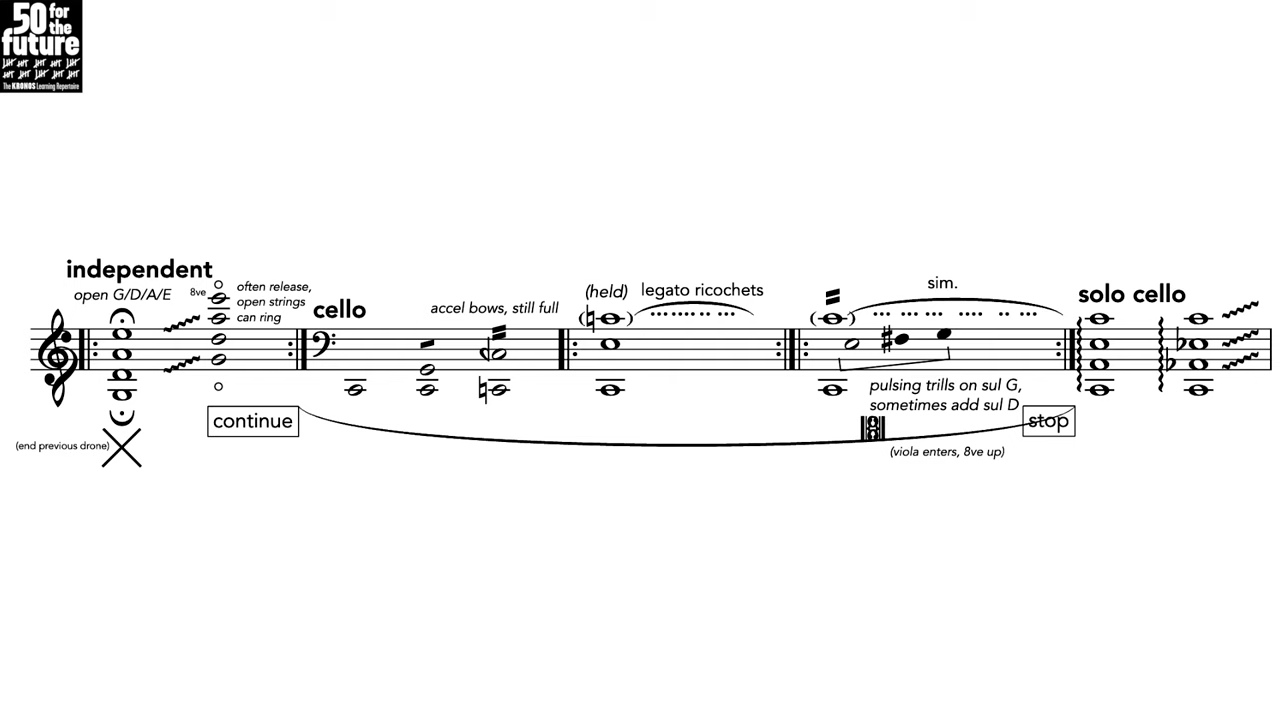 50 for
the
future
The KRONOS Learning Repertoire
independent
open G/D/A/E
8ve
often release,
open strings
can ring
continue
(end previous drone)
cello
accel bows, still full
(held)
legato ricochets
sim.
pulsing trills on sul G,
sometimes add sul D
(viola enters, 8ve up)
stop
solo cello